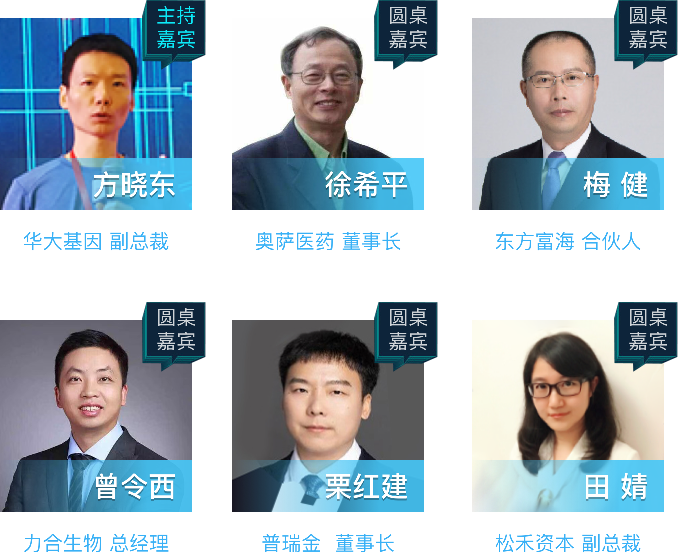 主持
嘉宾
圆桌
嘉宾
圆桌
嘉宾
方晓东
徐希平
梅 健
华大基因 副总裁
奥萨医药 董事长
东方富海 合伙人
圆桌
嘉宾
圆桌
嘉宾
圆桌
嘉宾
曾令西
栗红建
田 婧
力合生物 总经理
普瑞金 董事长
松禾资本 副总裁